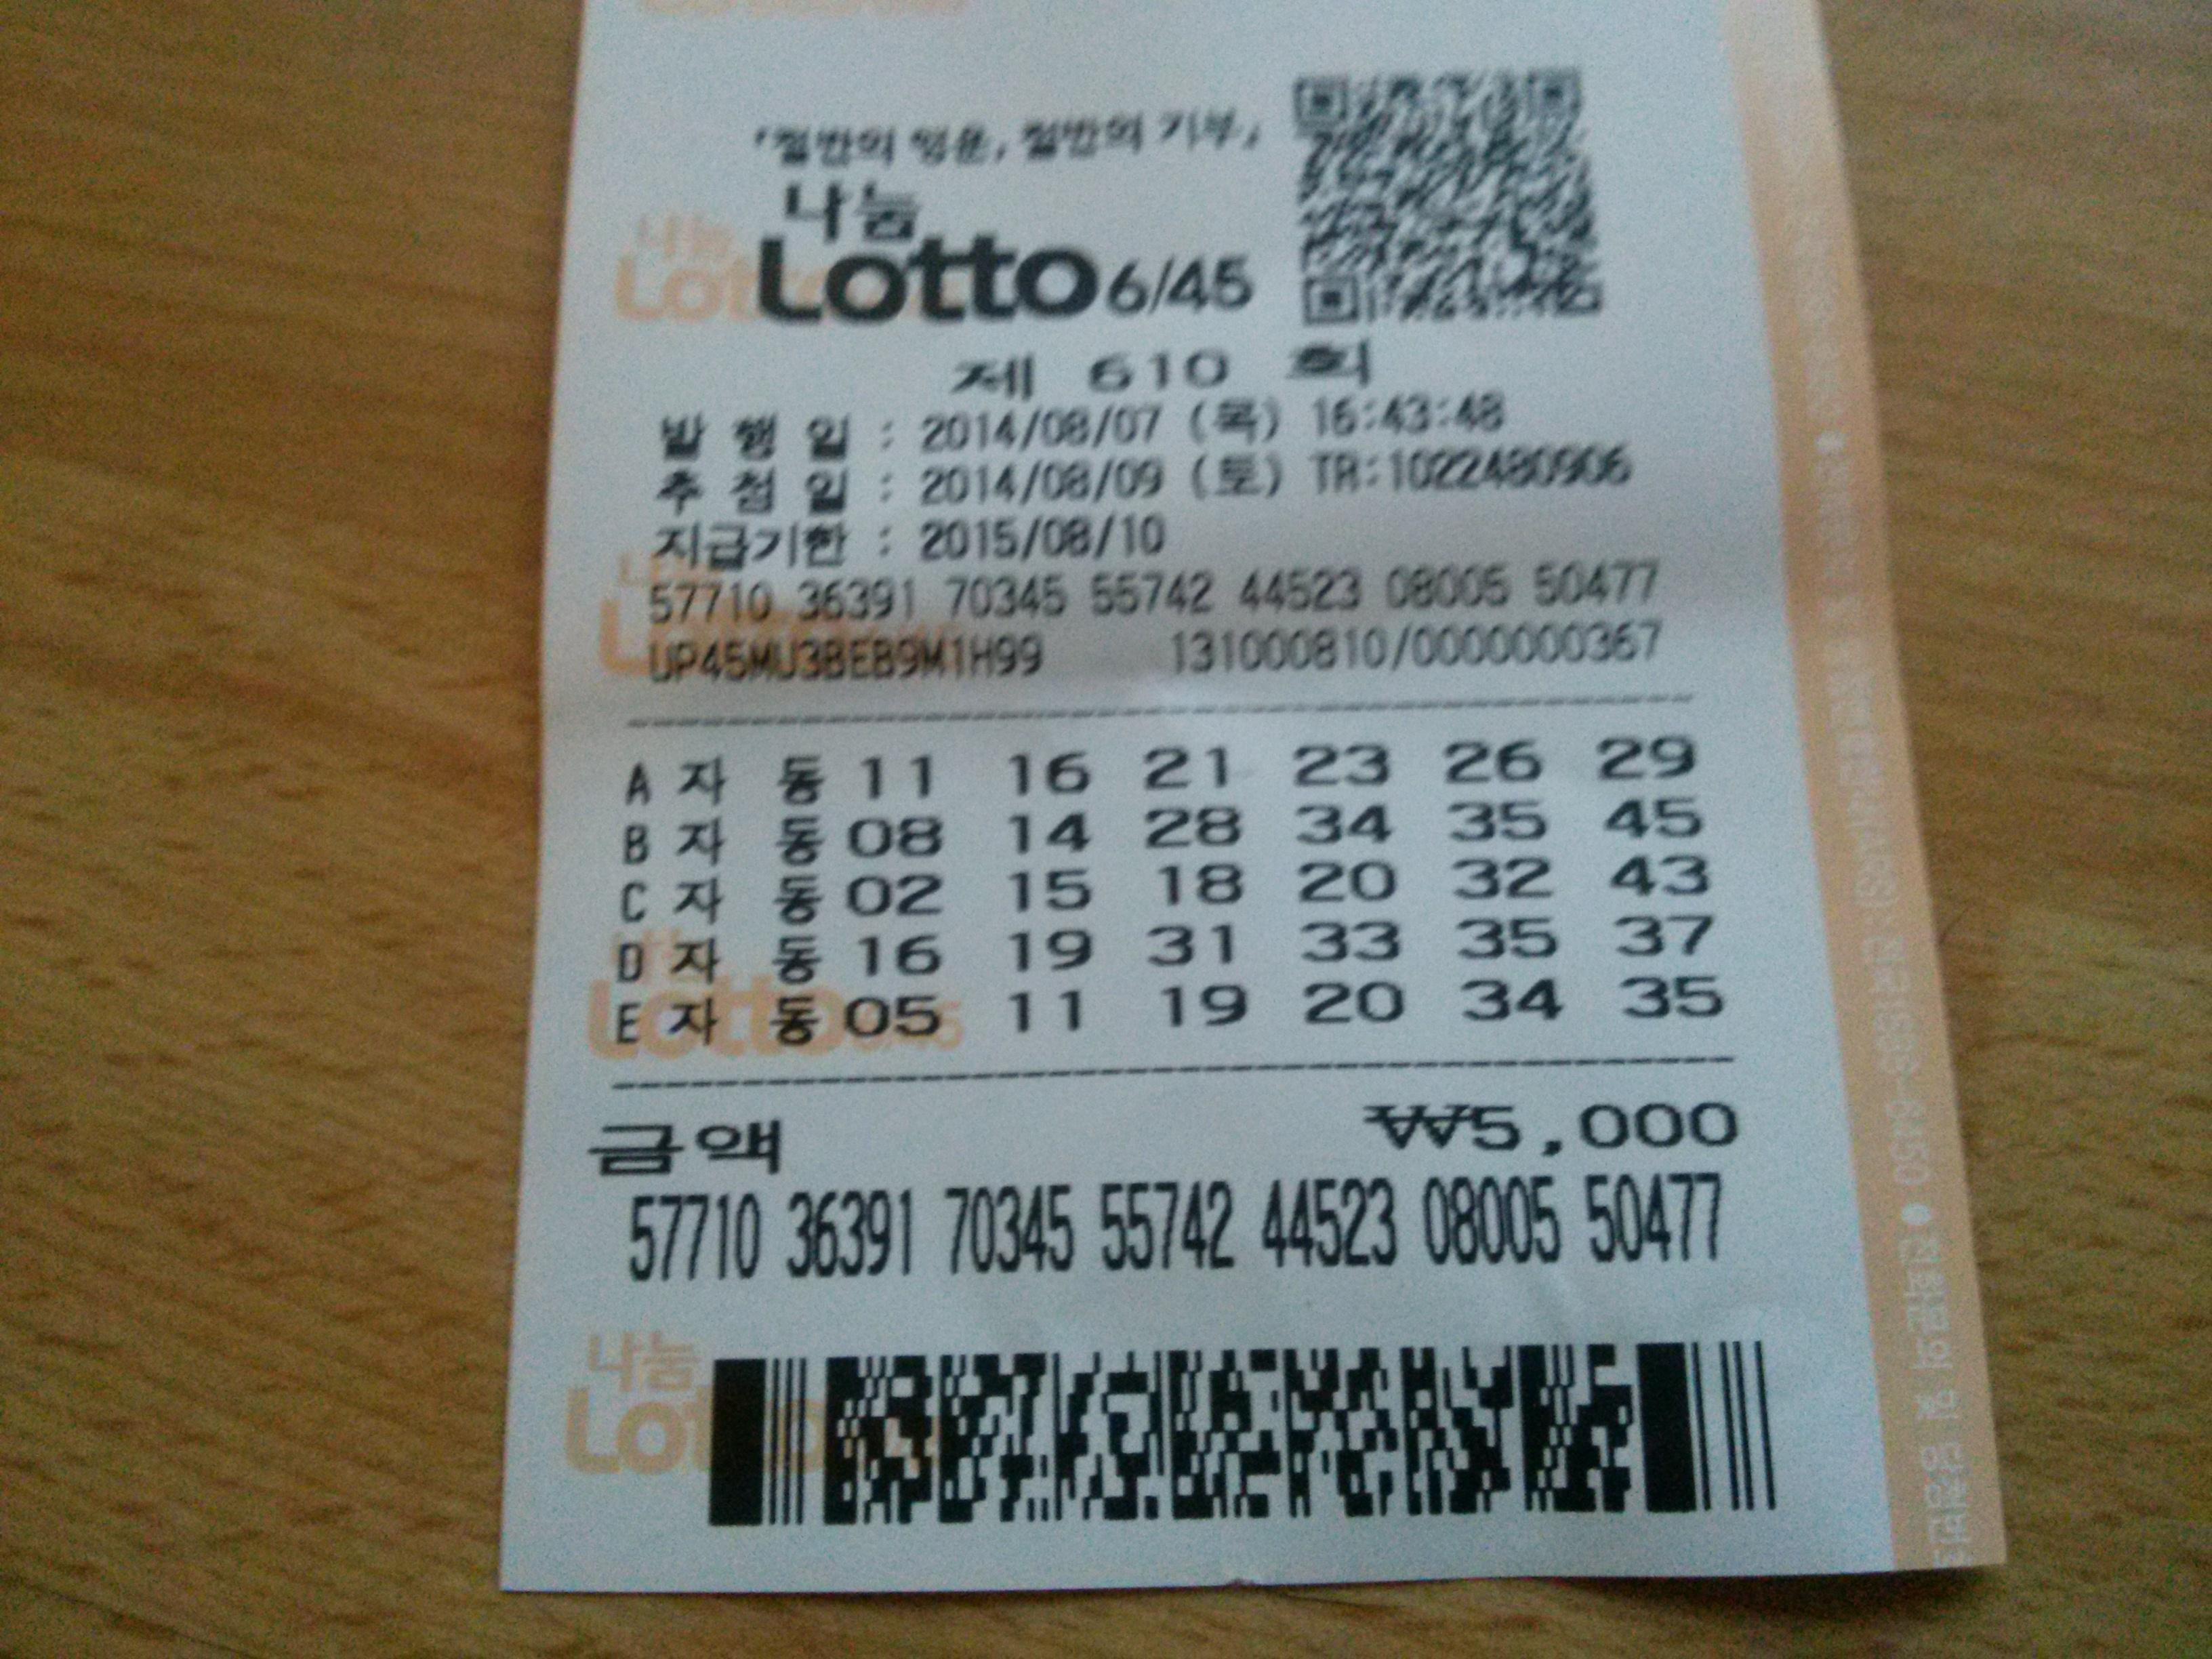 「절반의 행운, 절반의 기부」
나눔
Lotto 6/45
제 610 회
발 행 일 : 2014/08/07 (목) 16:43:48
추 첨 일 : 2014/08/09 (토) TR:1022480906
지급기한 : 2015/08/10
57710 36391 70345 55742 44523 08005 50477
UP45MU3BEB9M1H99 131000810/0000000367
A 자 동 11 16 21 23 26 29
B 자 동 08 14 28 34 35 45
C 자 동 02 15 18 20 32 43
D 자 동 16 19 31 33 35 37
E 자 동 05 11 19 20 34 35
금액 ₩5,000
57710 36391 70345 55742 44523 08005 50477
나눔
Lotto